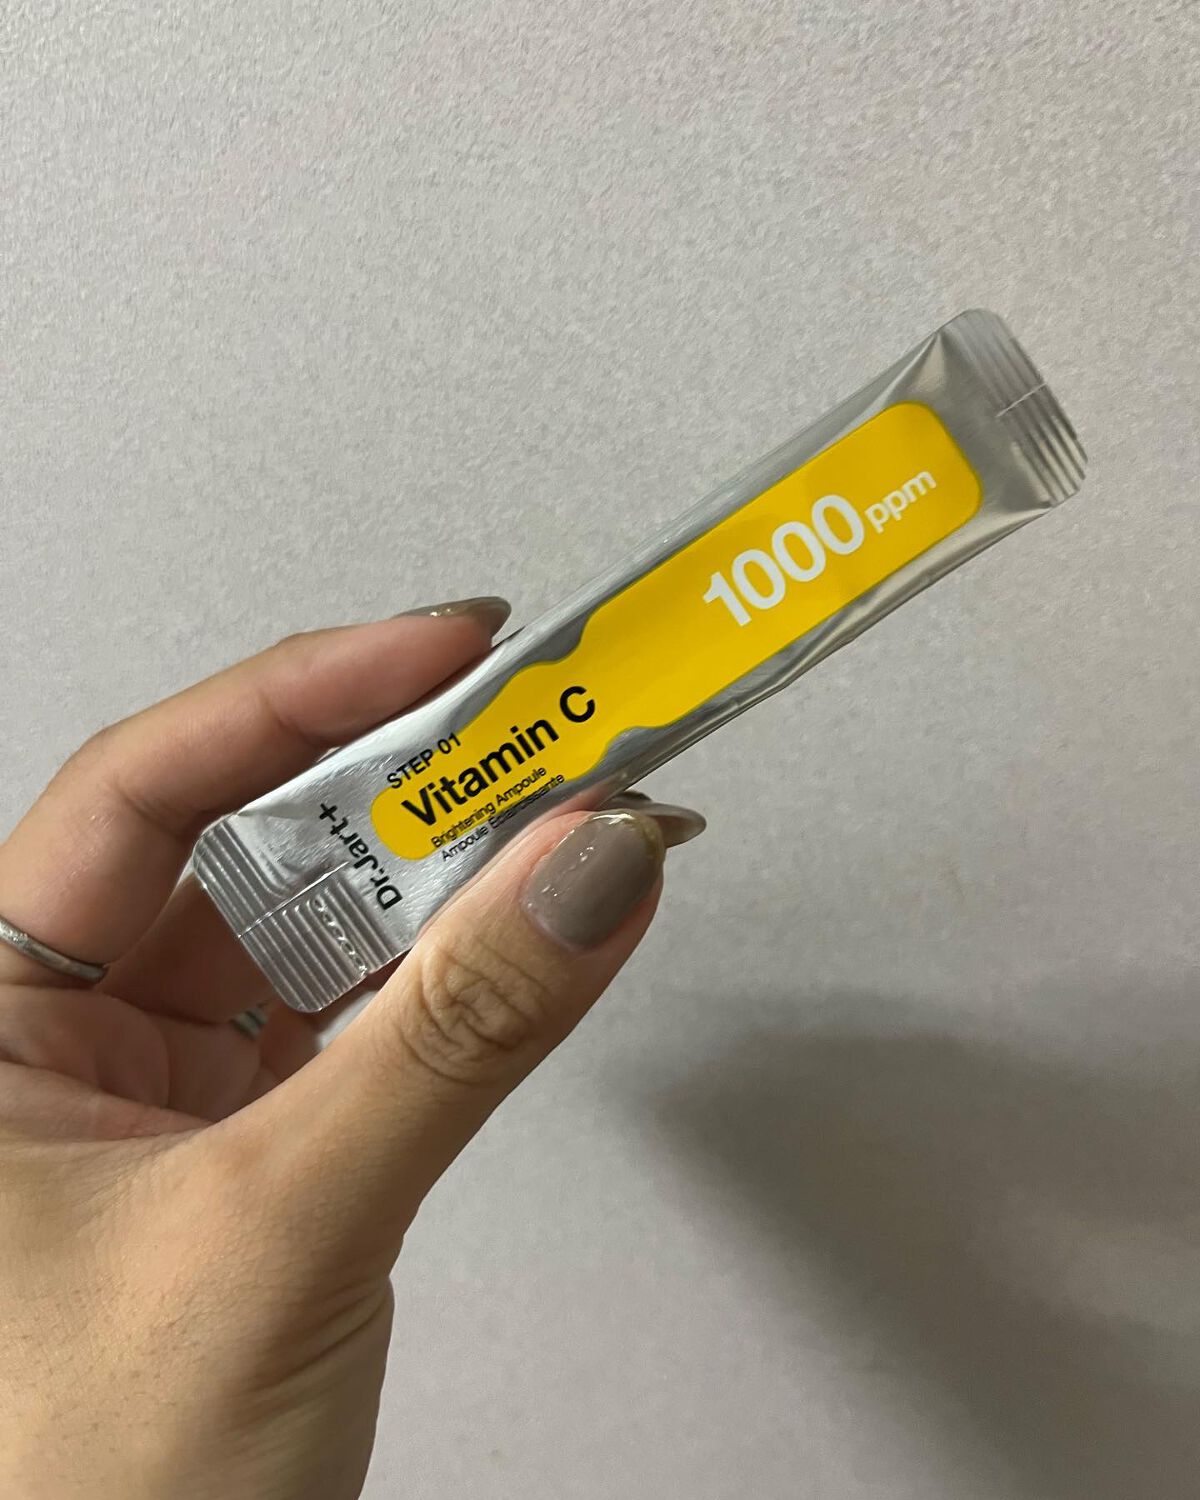 STEP 01
Vitamin C
Brightening Ampoule
Ampoule Éclaircissante
1000 ppm
Dr.Jart+